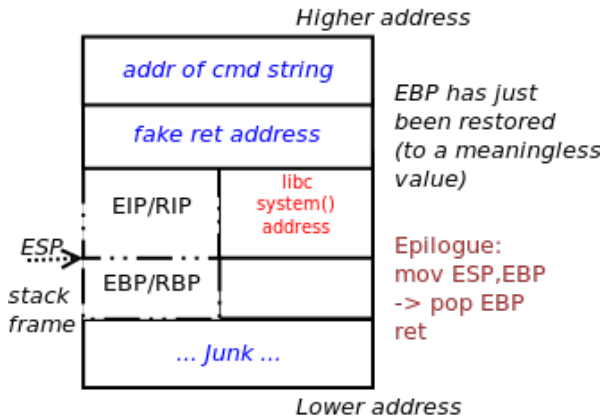 Higher address
addr of cmd string
fake ret address
EIP/RIP
libc
system()
address
ESP
EBP/RBP
stack
frame
... Junk ...
EBP has just
been restored
(to a meaningless
value)
Epilogue:
mov ESP,EBP
-> pop EBP
ret
Lower address